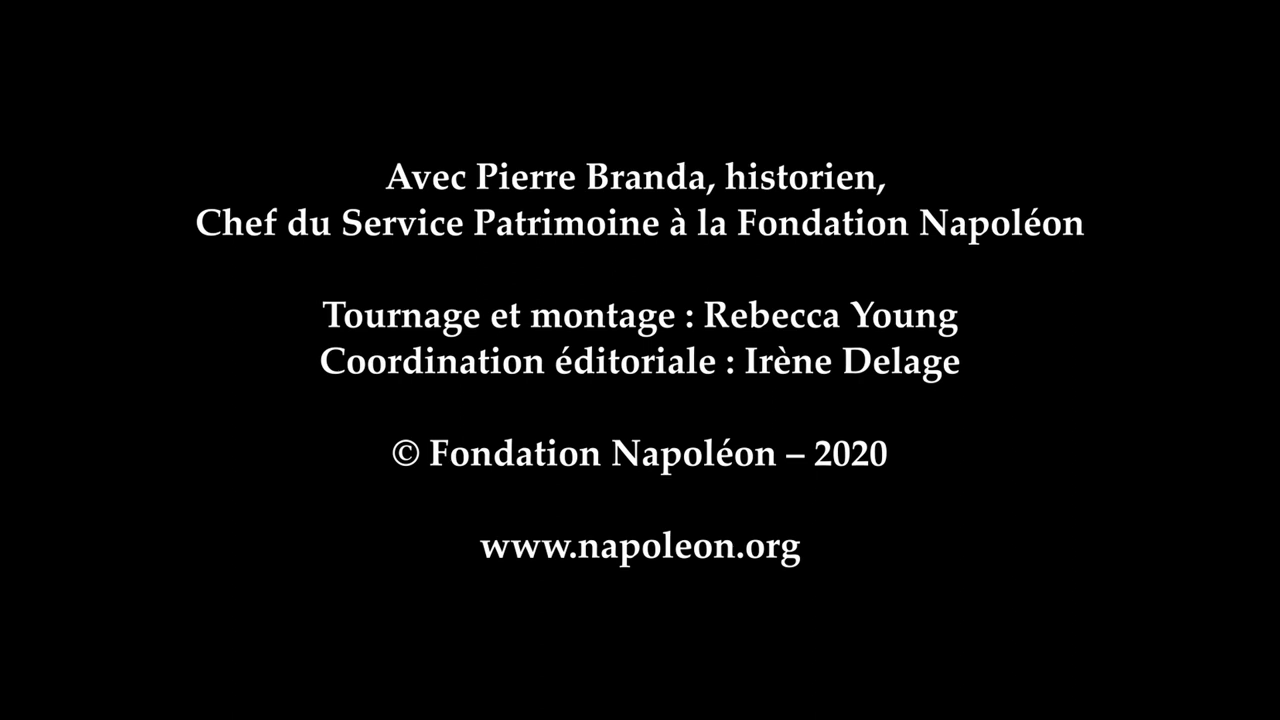 Avec Pierre Branda, historien,
Chef du Service Patrimoine à la Fondation Napoléon
Tournage et montage : Rebecca Young
Coordination éditoriale : Irène Delage
© Fondation Napoléon – 2020
www.napoleon.org